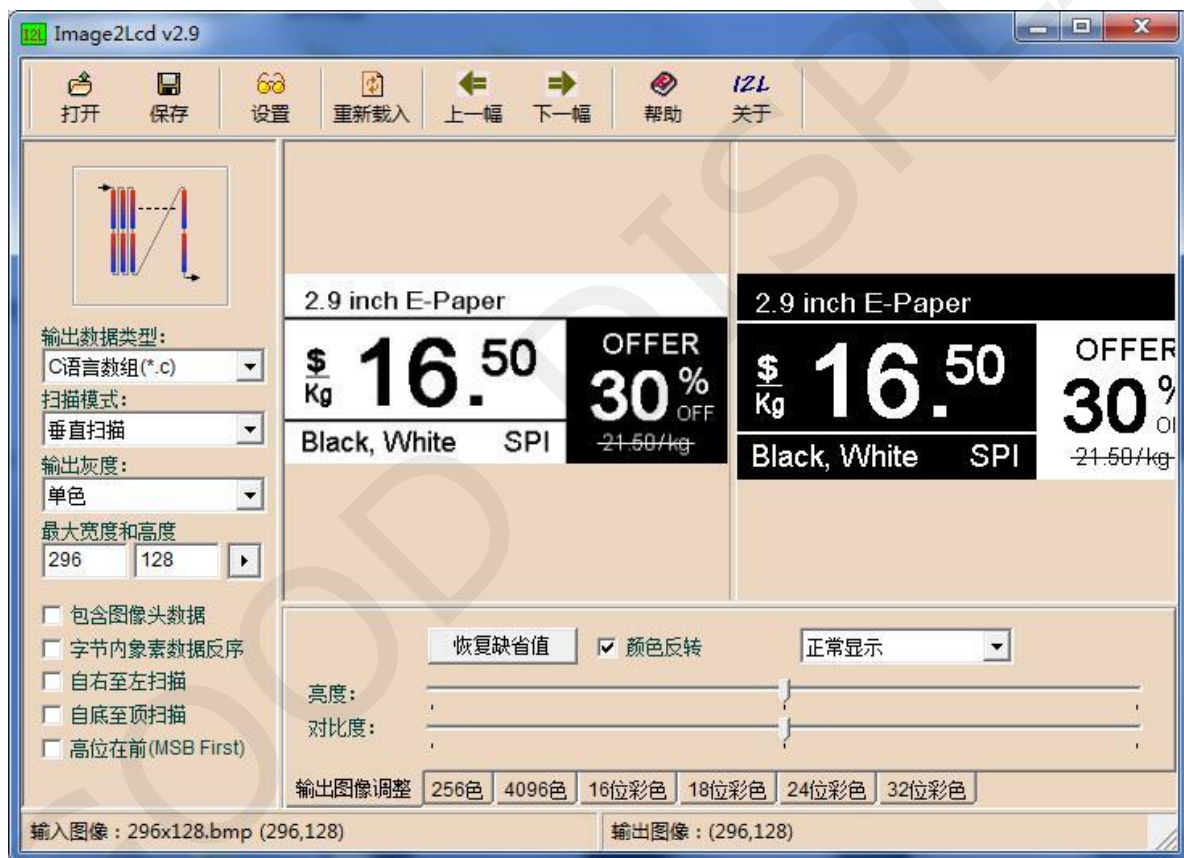 I2L Image2Lcd v2.9
打开 保存 设置 重新载入 上一幅 下一幅 帮助 I2L 关于
输出数据类型:
C语言数组(*.c)
扫描模式:
垂直扫描
输出灰度:
单色
最大宽度和高度
296 128
包含图像头数据
字节内象素数据反序
自右至左扫描
自底至顶扫描
高位在前(MSB First)
2.9 inch E-Paper
$
Kg
16.50
OFFER
30%
OFF
Black, White SPI
21.50/kg
2.9 inch E-Paper
$
Kg
16.50
OFFER
30%
Black, White SPI
21.50/kg
恢复缺省值 颜色反转 正常显示
亮度:
对比度:
输出图像调整 256色 4096色 16位彩色 18位彩色 24位彩色 32位彩色
输入图像:296x128.bmp (296,128) 输出图像:(296,128)